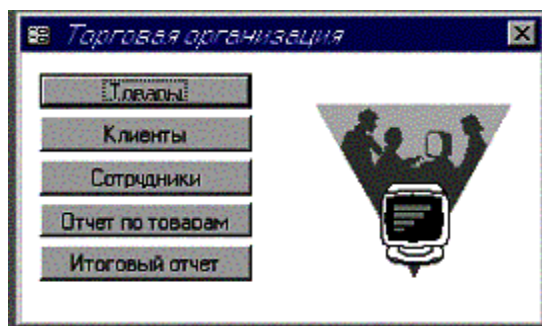 Торговая организация
Товары
Клиенты
Сотрудники
Отчет по товарам
Итоговый отчет